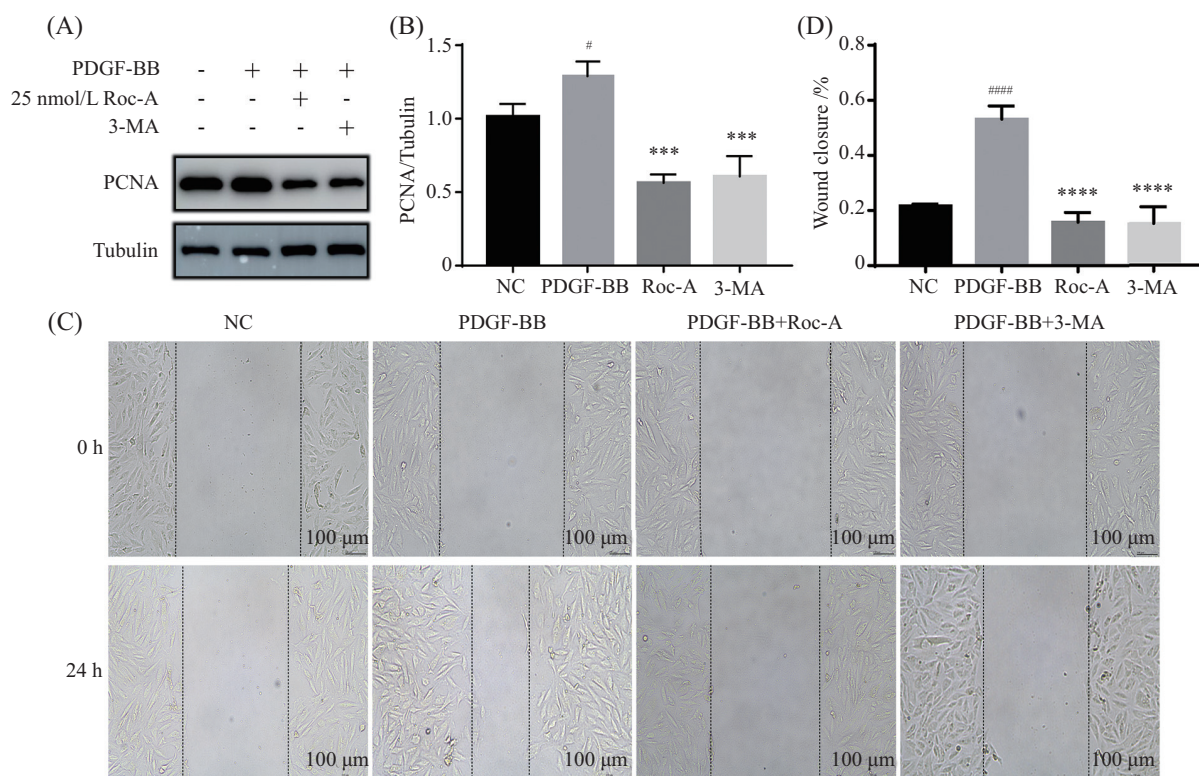 (A)
PDGF-BB - + + +
25 nmol/L Roc-A - - + -
3-MA - - - +
PCNA
Tubulin
(B)
PCNA/Tubulin
1.5
1.0
0.5
0
#
***
***
NC PDGF-BB Roc-A 3-MA
(D)
Wound closure /%
0.8
0.6
0.4
0.2
0
####
****
****
NC PDGF-BB Roc-A 3-MA
(C)
NC PDGF-BB PDGF-BB+Roc-A PDGF-BB+3-MA
0 h
100 μm 100 μm 100 μm 100 μm
24 h
100 μm 100 μm 100 μm 100 μm